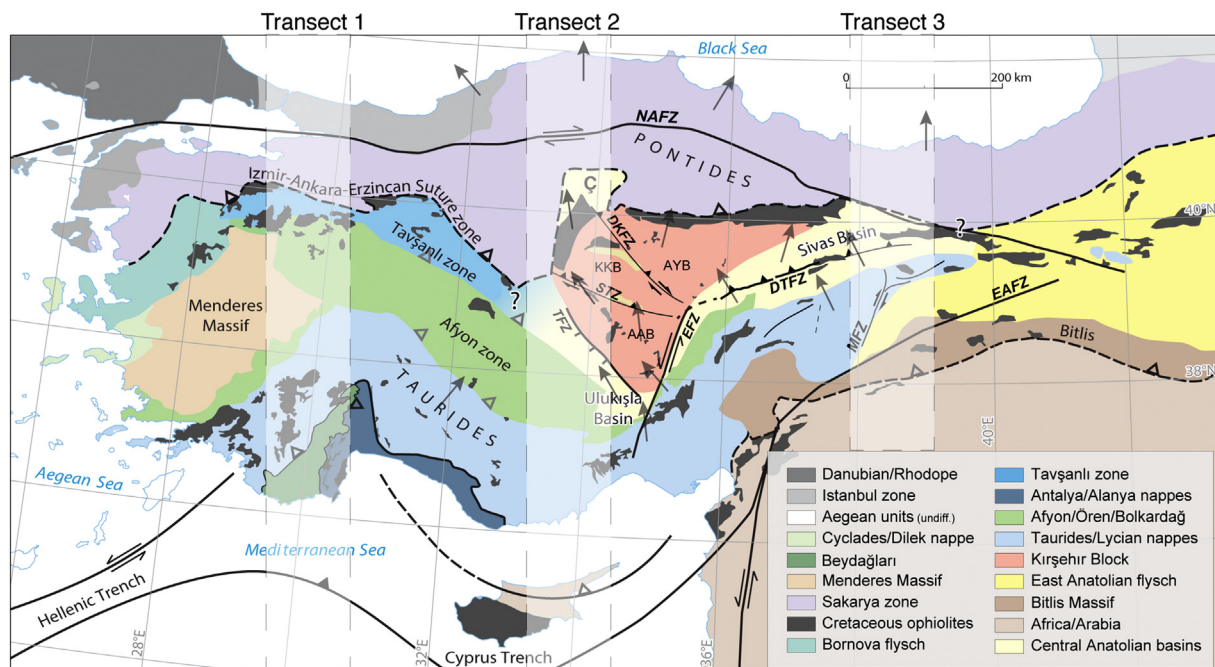 Transect 1
Transect 2
Transect 3
Black Sea
0
200 km
NAFZ
PONTIDES
Izmir-Ankara-Erzincan Suture zone
Ç
40°N
?
DKFZ
Sivas Basin
Tavşanlı zone
KKB
AYB
DTFZ
STZ
EAFZ
Menderes
Massif
?
TFZ
AAB
EFZ
MFZ
Bitlis
Afyon zone
38°N
TAURIDES
Ulukışla
Basin
40°E
Aegean Sea
Mediterranean Sea
Hellenic Trench
28°E
32°E
Cyprus Trench
36°E
Danubian/Rhodope
Istanbul zone
Aegean units (undiff.)
Cyclades/Dilek nappe
Beydağları
Menderes Massif
Sakarya zone
Cretaceous ophiolites
Bornova flysch
Tavşanlı zone
Antalya/Alanya nappes
Afyon/Ören/Bolkardağ
Taurides/Lycian nappes
Kırşehir Block
East Anatolian flysch
Bitlis Massif
Africa/Arabia
Central Anatolian basins